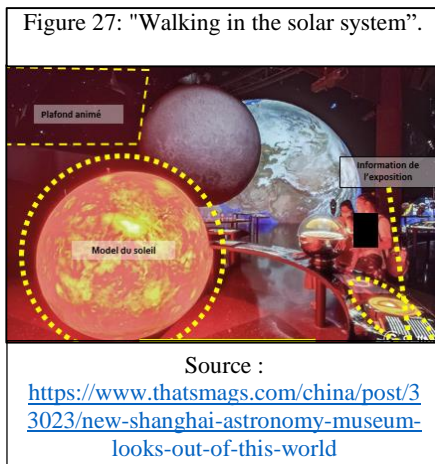 Figure 27: "Walking in the solar system”.
Plafond animé
Information de
l'exposition
Model du soleil
Source :
https://www.thatsmags.com/china/post/3
3023/new-shanghai-astronomy-museum-
looks-out-of-this-world